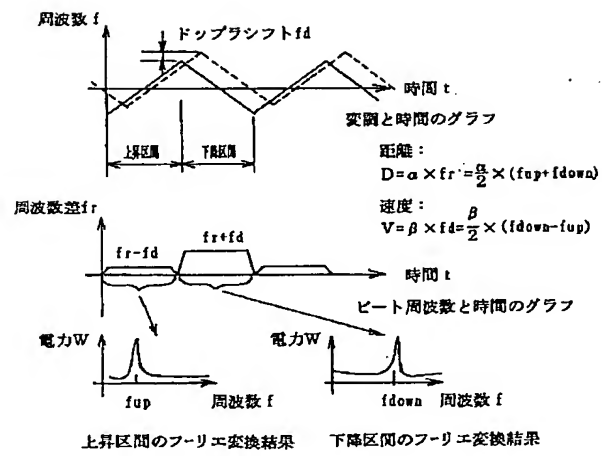 周波数 f
ドップラシフトfd
時間 t
変調と時間のグラフ
上昇区間
下降区間
距離：
D=α×fr=α/2×(fup+fdown)
速度：
V=β×fd=β/2×(fdown-fup)
周波数差fr
fr-fd
fr+fd
時間 t
ビート周波数と時間のグラフ
電力W
fup
周波数 f
電力W
fdown
周波数 f
上昇区間のフーリエ変換結果
下降区間のフーリエ変換結果